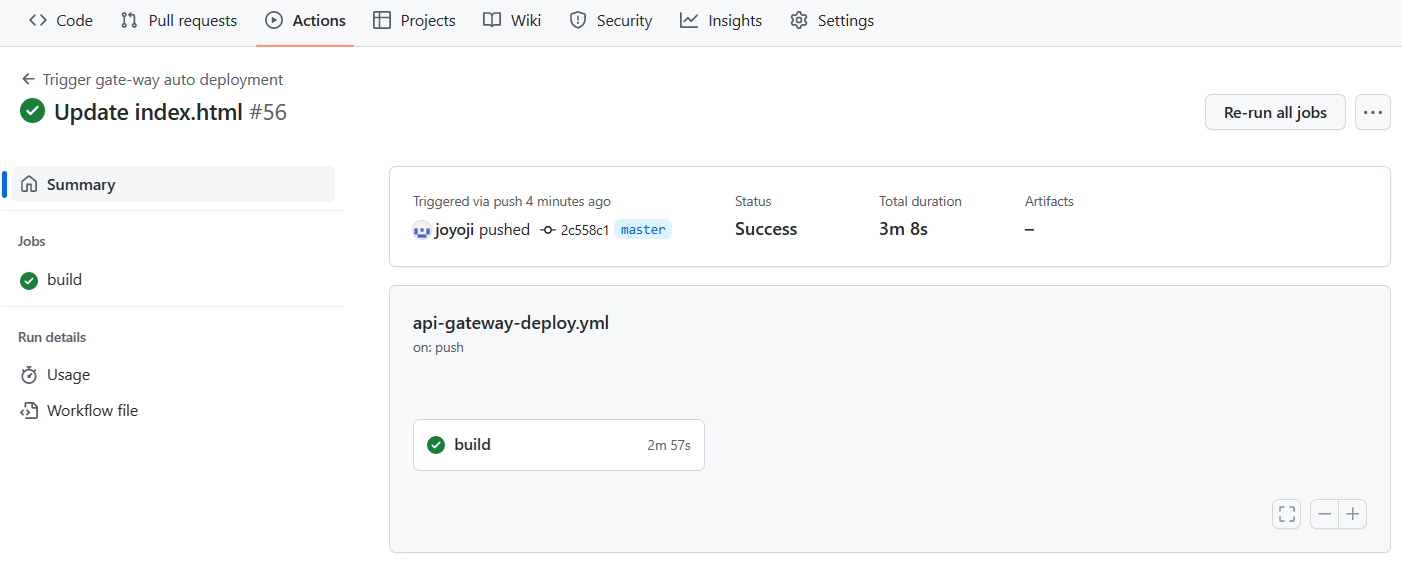 Code Pull requests Actions Projects Wiki Security Insights Settings
Trigger gate-way auto deployment
Update index.html #56
Re-run all jobs
Summary
Jobs
build
Run details
Usage
Workflow file
Triggered via push 4 minutes ago
joyoji pushed 2c558c1 master
Status
Success
Total duration
3m 8s
Artifacts
–
api-gateway-deploy.yml
on: push
build 2m 57s